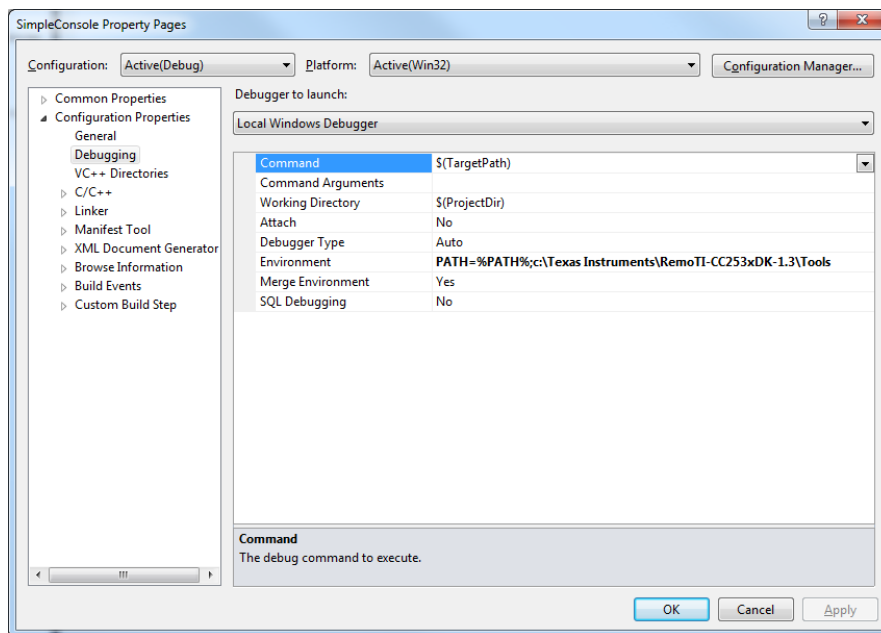 SimpleConsole Property Pages
Configuration: Active(Debug) Platform: Active(Win32) Configuration Manager...
Common Properties
Configuration Properties
General
Debugging
VC++ Directories
C/C++
Linker
Manifest Tool
XML Document Generator
Browse Information
Build Events
Custom Build Step
Debugger to launch:
Local Windows Debugger
Command $(TargetPath)
Command Arguments
Working Directory $(ProjectDir)
Attach No
Debugger Type Auto
Environment PATH=%PATH%;c:\Texas Instruments\RemoTI-CC253xDK-1.3\Tools
Merge Environment Yes
SQL Debugging No
Command
The debug command to execute.
OK Cancel Apply